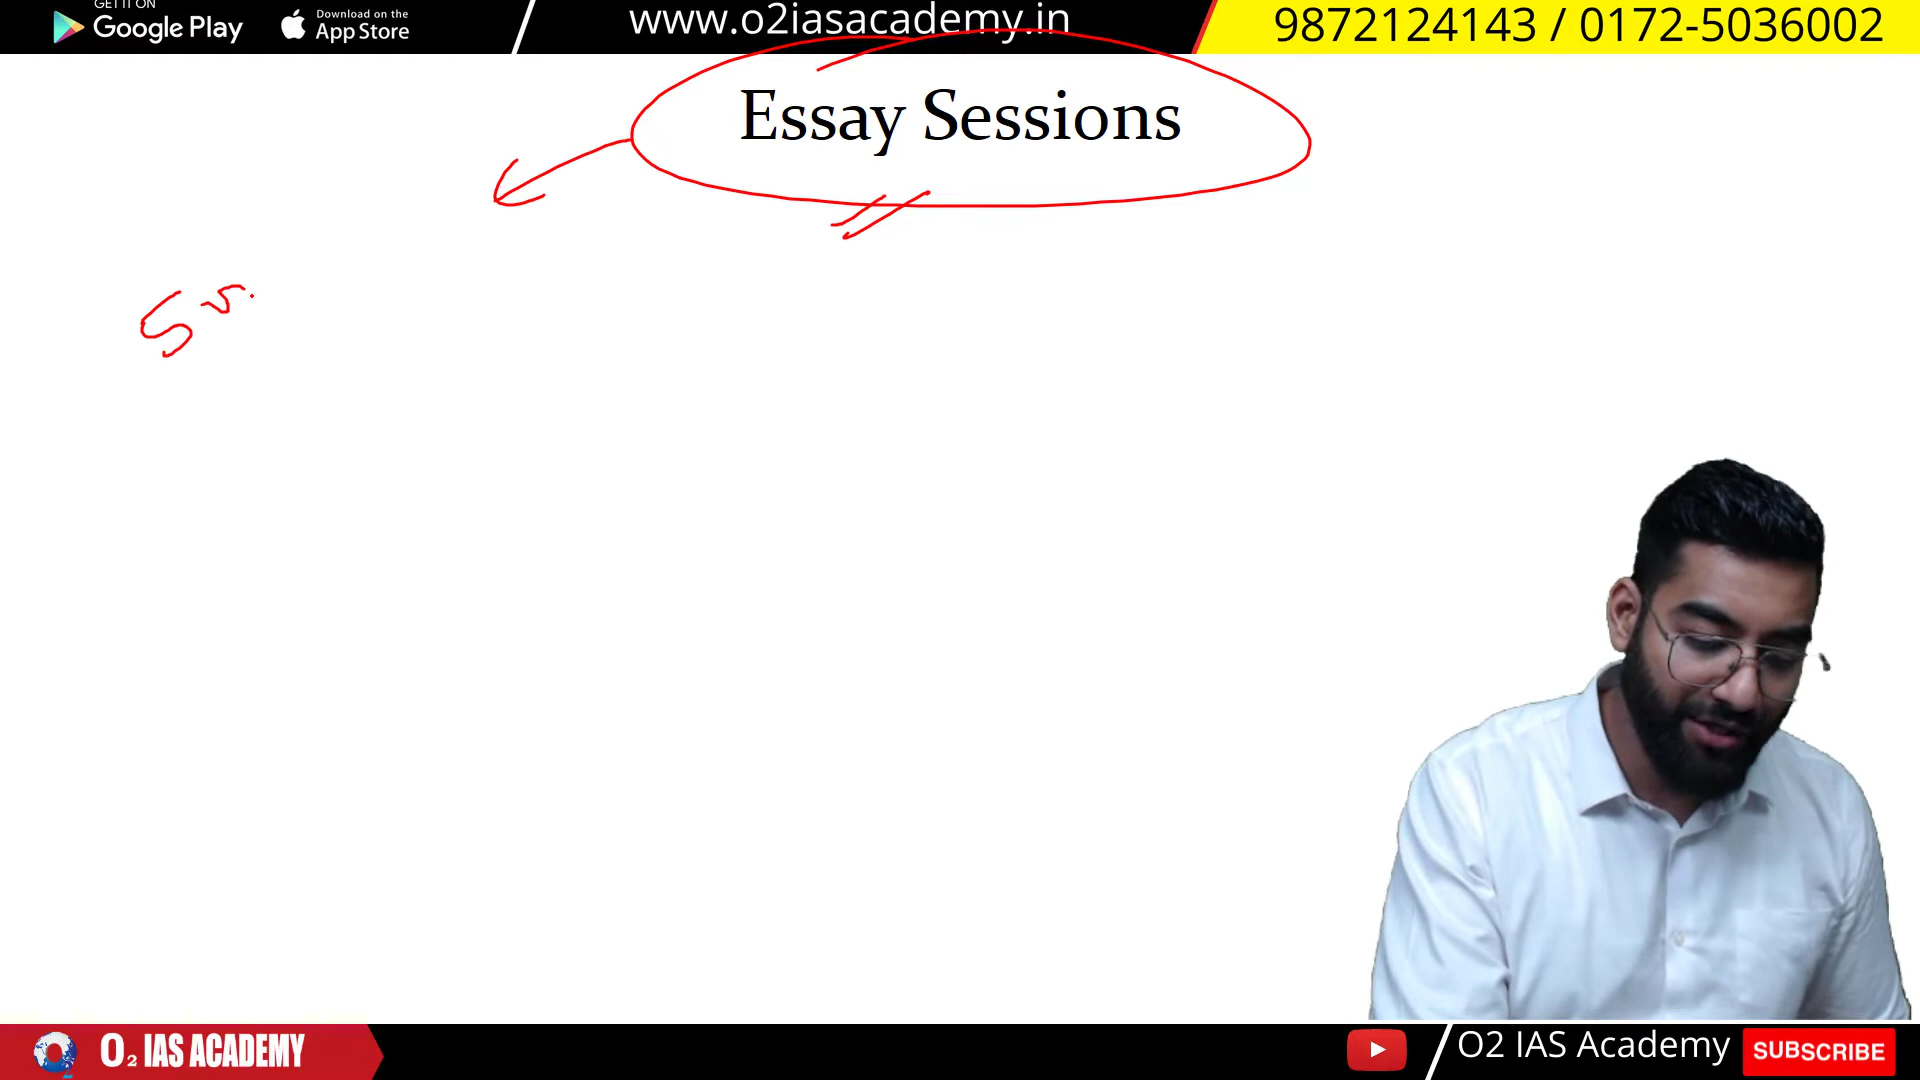 GET IT ON
Google Play
Download on the
App Store
www.o2iasacademy.in
9872124143 / 0172-5036002
Essay Sessions
O2 IAS ACADEMY
O2 IAS Academy
SUBSCRIBE